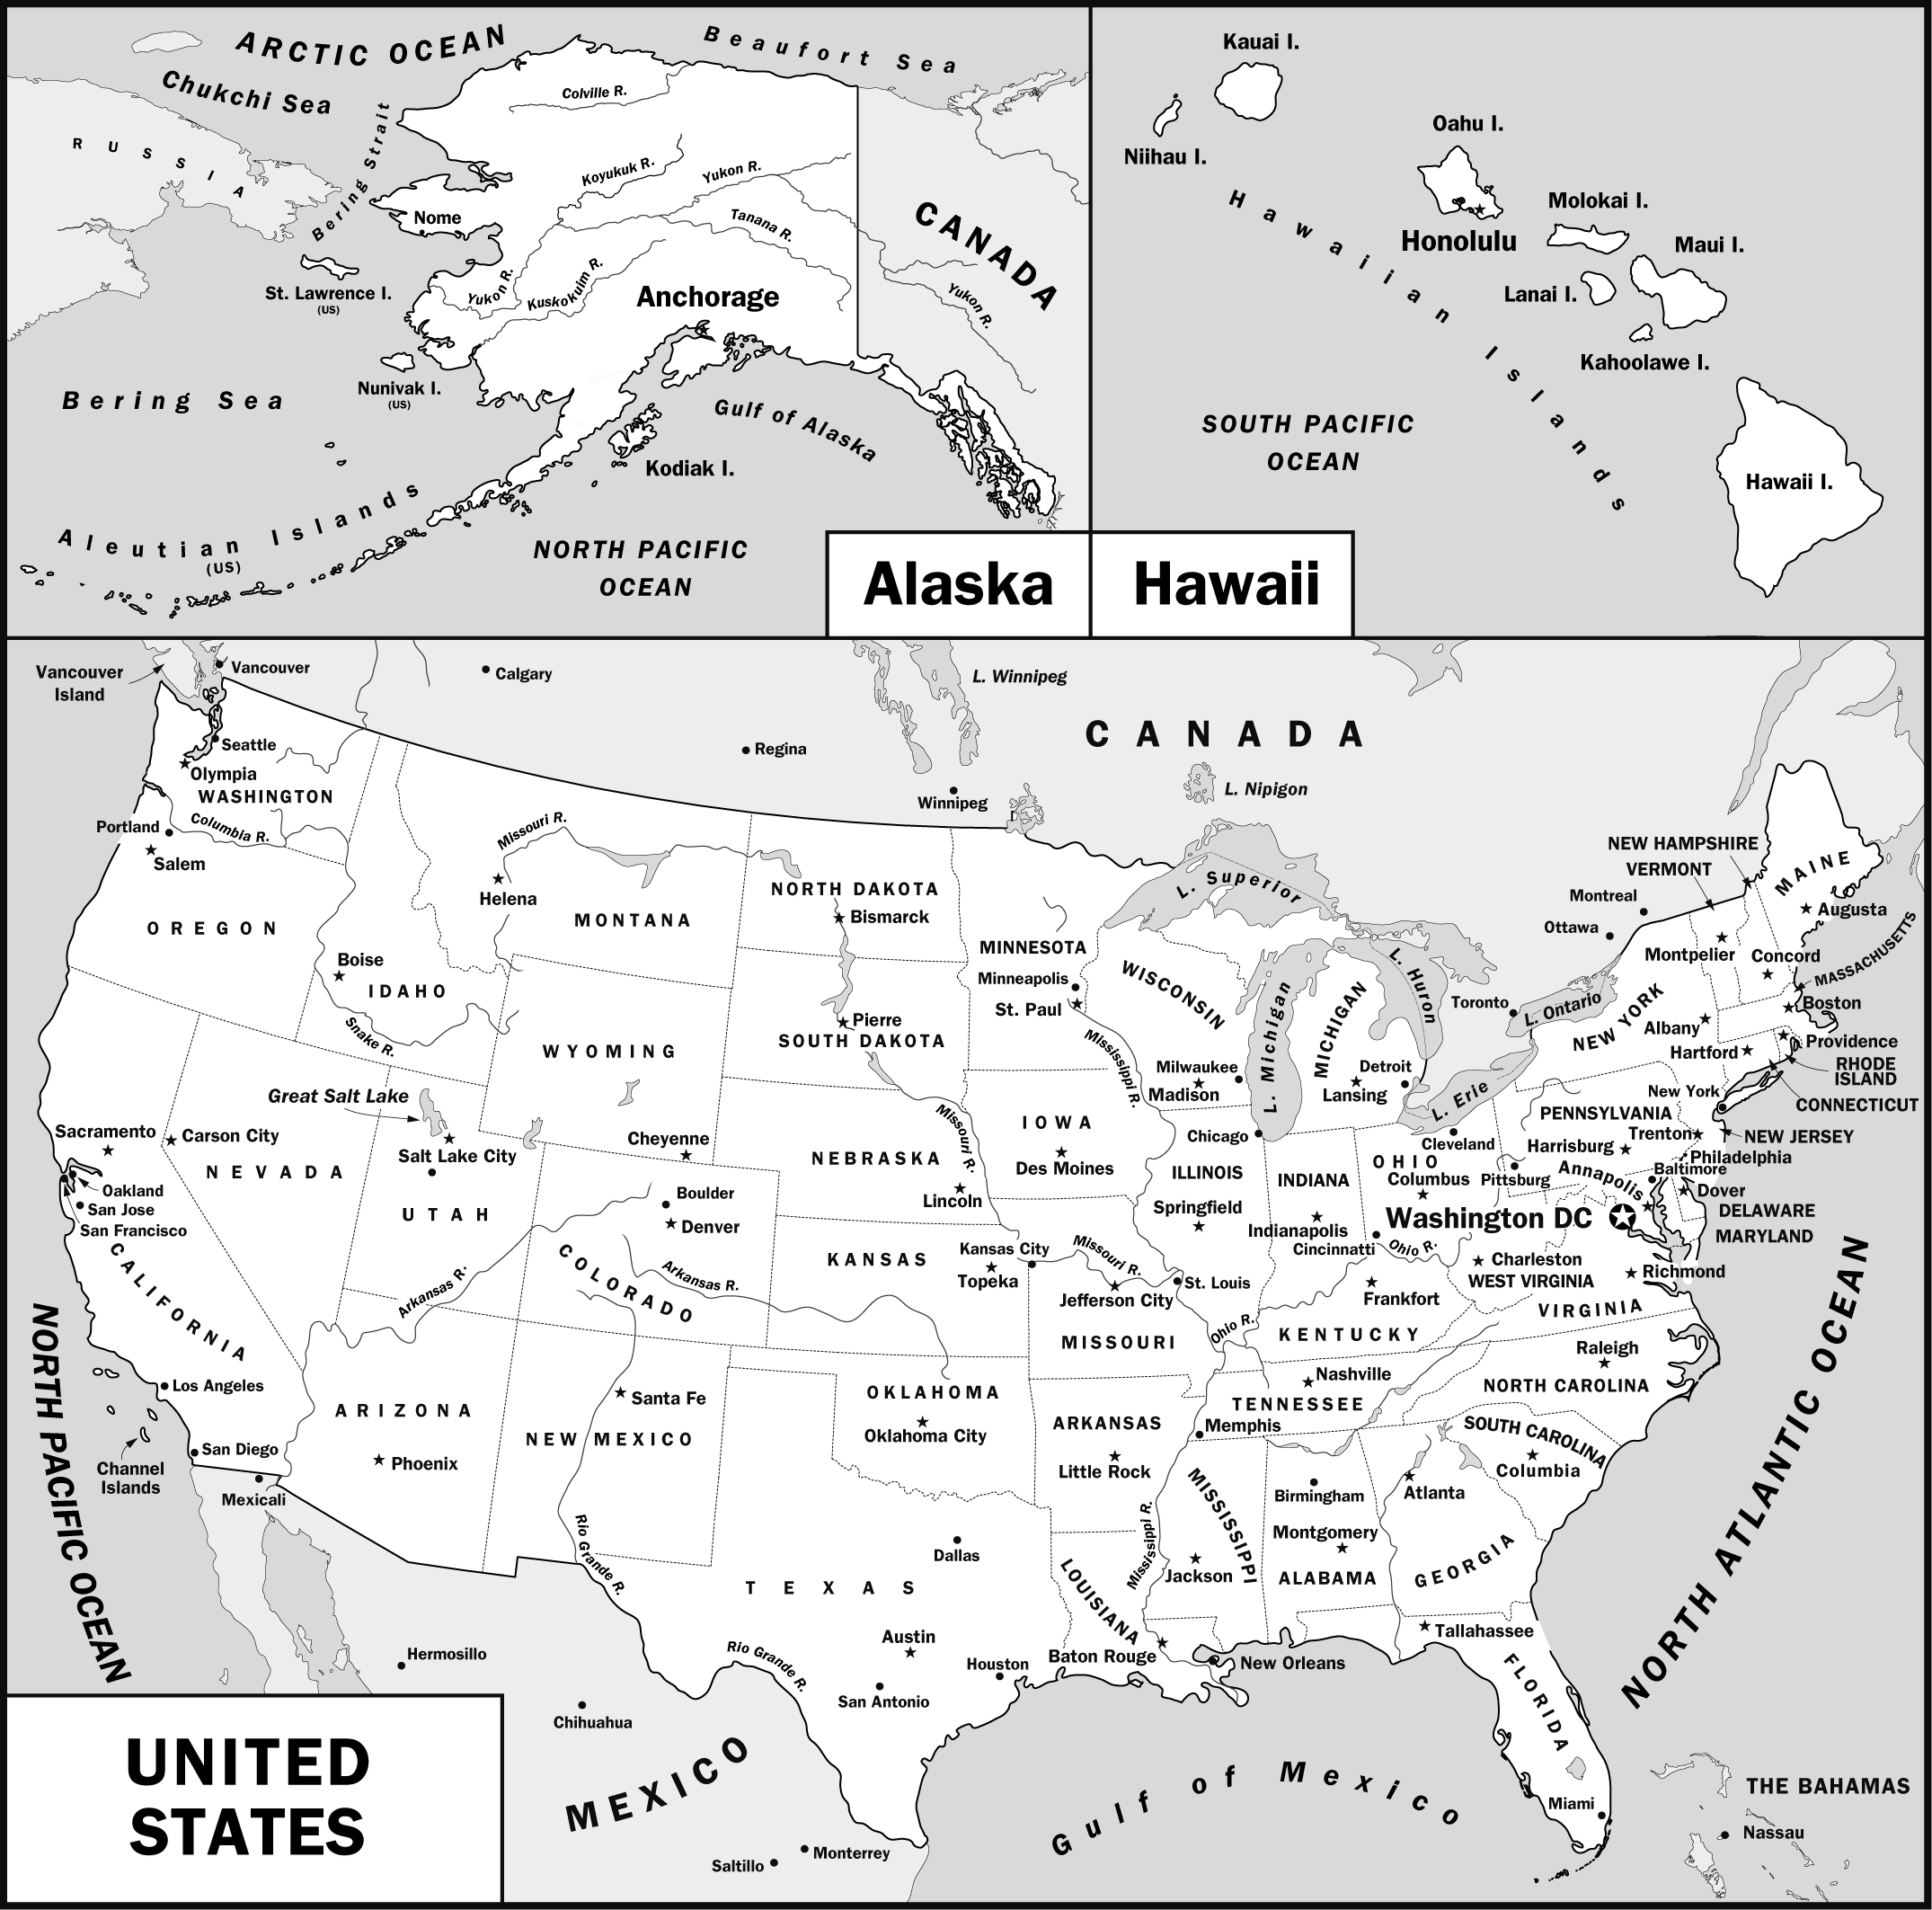 ARCTIC OCEAN
Beaufort Sea
Chukchi Sea
RUSSIA
Bering Strait
Colville R.
Koyukuk R.
Yukon R.
Tanana R.
Nome
CANADA
St. Lawrence I.
(US)
Yukon R.
Kuskokuim R.
Anchorage
Yukon R.
Nunivak I.
(US)
Bering Sea
Gulf of Alaska
Kodiak I.
Aleutian Islands
(US)
NORTH PACIFIC
OCEAN
Alaska
Kauai I.
Niihau I.
Oahu I.
Honolulu
Molokai I.
Maui I.
Lanai I.
Kahoolawe I.
Hawaiian Islands
SOUTH PACIFIC
OCEAN
Hawaii I.
Hawaii
Vancouver
Island
Vancouver
Calgary
L. Winnipeg
CANADA
Regina
Winnipeg
L. Nipigon
Seattle
Olympia
WASHINGTON
Columbia R.
Portland
Salem
OREGON
Missouri R.
Helena
MONTANA
Boise
IDAHO
Snake R.
NORTH DAKOTA
Bismarck
Pierre
SOUTH DAKOTA
WYOMING
MINNESOTA
Minneapolis
St. Paul
Mississippi R.
L. Superior
WISCONSIN
L. Michigan
MICHIGAN
L. Huron
Milwaukee
Madison
Detroit
Lansing
Toronto
L. Ontario
L. Erie
Ottawa
Montreal
NEW HAMPSHIRE
VERMONT
MAINE
Augusta
Montpelier
Concord
MASSACHUSETTS
Boston
NEW YORK
Albany
Hartford
Providence
RHODE
ISLAND
CONNECTICUT
New York
NEW JERSEY
PENNSYLVANIA
Harrisburg
Trenton
Philadelphia
Pittsburg
Annapolis
Baltimore
Dover
DELAWARE
MARYLAND
Washington DC
Great Salt Lake
Sacramento
Carson City
NEVADA
Salt Lake City
UTAH
Oakland
San Jose
San Francisco
CALIFORNIA
Cheyenne
Boulder
Denver
COLORADO
Arkansas R.
Arkansas R.
NEBRASKA
Lincoln
Missouri R.
IOWA
Des Moines
Chicago
ILLINOIS
Springfield
INDIANA
Indianapolis
Cleveland
OHIO
Columbus
Cincinnati
Ohio R.
Charleston
WEST VIRGINIA
Richmond
VIRGINIA
KANSAS
Kansas City
Topeka
Missouri R.
Jefferson City
St. Louis
MISSOURI
Ohio R.
Frankfort
KENTUCKY
Nashville
TENNESSEE
Memphis
Raleigh
NORTH CAROLINA
SOUTH CAROLINA
Columbia
NORTH PACIFIC OCEAN
Los Angeles
San Diego
Channel
Islands
Mexicali
ARIZONA
Phoenix
Santa Fe
NEW MEXICO
Rio Grande R.
OKLAHOMA
Oklahoma City
ARKANSAS
Little Rock
Mississippi R.
MISSISSIPPI
Jackson
Birmingham
Montgomery
ALABAMA
Atlanta
GEORGIA
Dallas
TEXAS
Austin
San Antonio
Houston
Rio Grande R.
LOUISIANA
Baton Rouge
New Orleans
Tallahassee
FLORIDA
Miami
NORTH ATLANTIC OCEAN
Hermosillo
Chihuahua
MEXICO
Saltillo
Monterrey
Gulf of Mexico
THE BAHAMAS
Nassau
UNITED
STATES